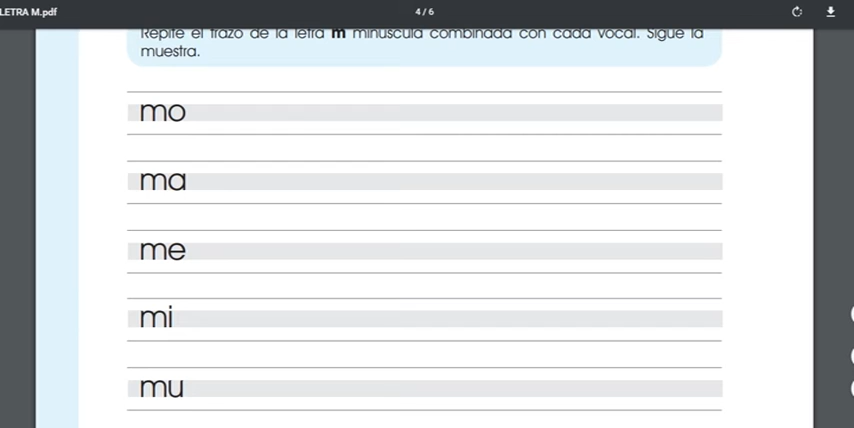 LETRA M.pdf
4 / 6
Repite el trazo de la letra m minúscula combinada con cada vocal. Sigue la
muestra.
mo
ma
me
mi
mu